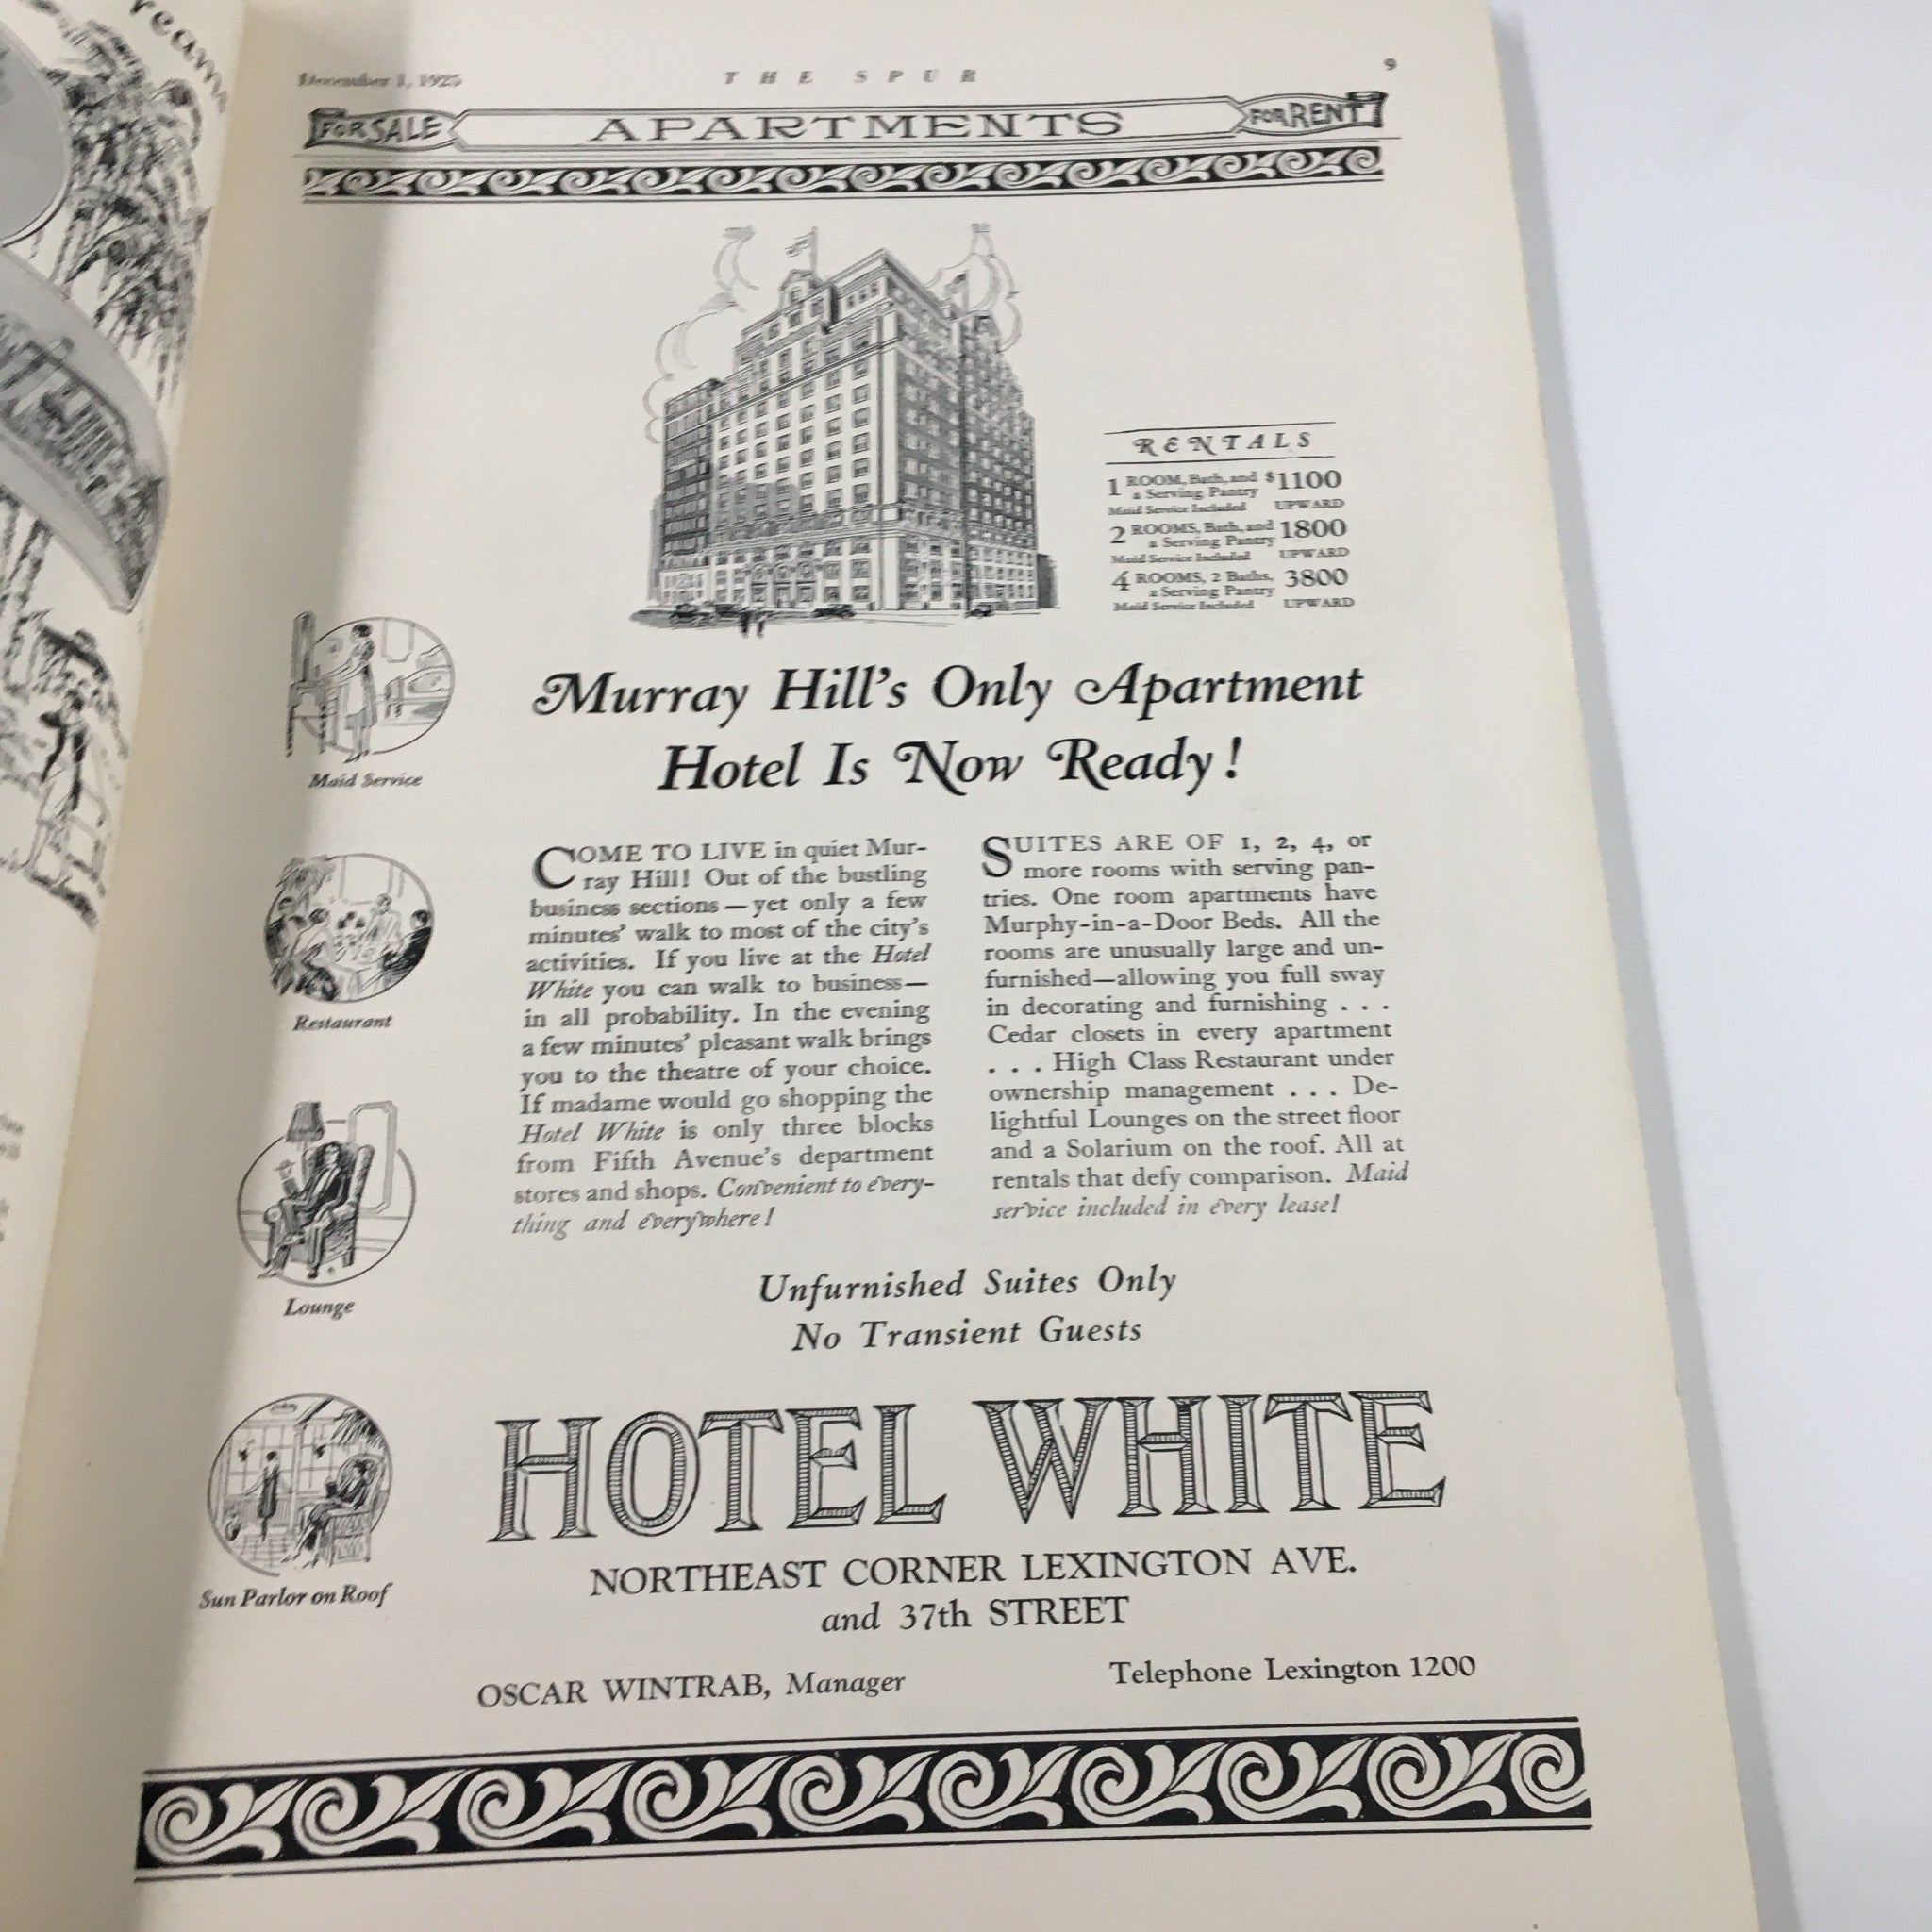 December 1, 1925
THE SPUR
9
FOR SALE
APARTMENTS
FOR RENT
RENTALS
1 ROOM, Bath, and $1100
a Serving Pantry
Maid Service Included UPWARD
2 ROOMS, Bath, and 1800
a Serving Pantry
Maid Service Included UPWARD
4 ROOMS, 2 Baths, 3800
a Serving Pantry
Maid Service Included UPWARD
Murray Hill's Only Apartment
Hotel Is Now Ready!
Maid Service
Restaurant
Lounge
Sun Parlor on Roof
COME TO LIVE in quiet Mur-
ray Hill! Out of the bustling
business sections—yet only a few
minutes' walk to most of the city's
activities. If you live at the Hotel
White you can walk to business—
in all probability. In the evening
a few minutes' pleasant walk brings
you to the theatre of your choice.
If madame would go shopping the
Hotel White is only three blocks
from Fifth Avenue's department
stores and shops. Convenient to every-
thing and everywhere!
SUITES ARE OF 1, 2, 4, or
more rooms with serving pan-
tries. One room apartments have
Murphy-in-a-Door Beds. All the
rooms are unusually large and un-
furnished—allowing you full sway
in decorating and furnishing . . .
Cedar closets in every apartment
. . . High Class Restaurant under
ownership management . . . De-
lightful Lounges on the street floor
and a Solarium on the roof. All at
rentals that defy comparison. Maid
service included in every lease!
Unfurnished Suites Only
No Transient Guests
HOTEL WHITE
NORTHEAST CORNER LEXINGTON AVE.
and 37th STREET
OSCAR WINTRAB, Manager
Telephone Lexington 1200